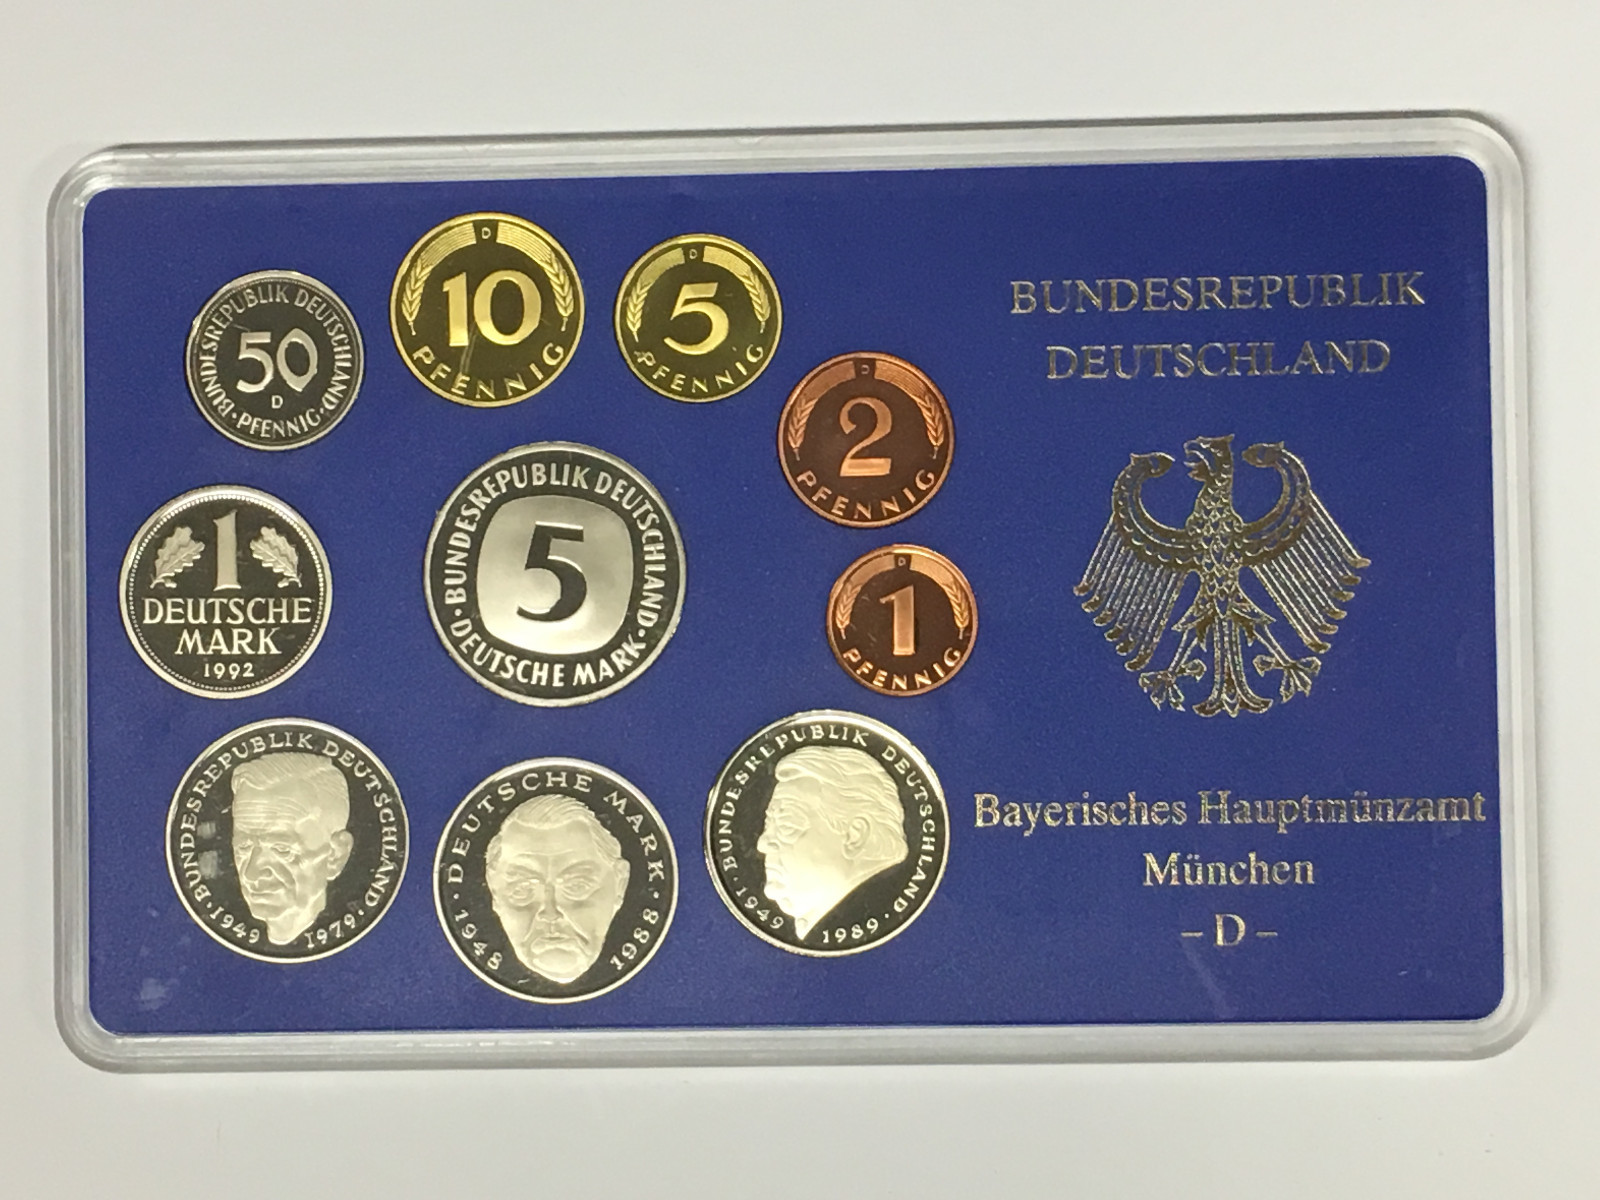 BUNDESREPUBLIK DEUTSCHLAND
50
D
· PFENNIG ·
D
10
PFENNIG
D
5
PFENNIG
D
2
PFENNIG
D
1
PFENNIG
1
DEUTSCHE
MARK
1992
BUNDESREPUBLIK DEUTSCHLAND
5
· DEUTSCHE MARK ·
· BUNDESREPUBLIK DEUTSCHLAND ·
1949 1979
· DEUTSCHE MARK ·
1948 1988
· BUNDESREPUBLIK DEUTSCHLAND ·
1949 1989
BUNDESREPUBLIK
DEUTSCHLAND
Bayerisches Hauptmünzamt
München
– D –